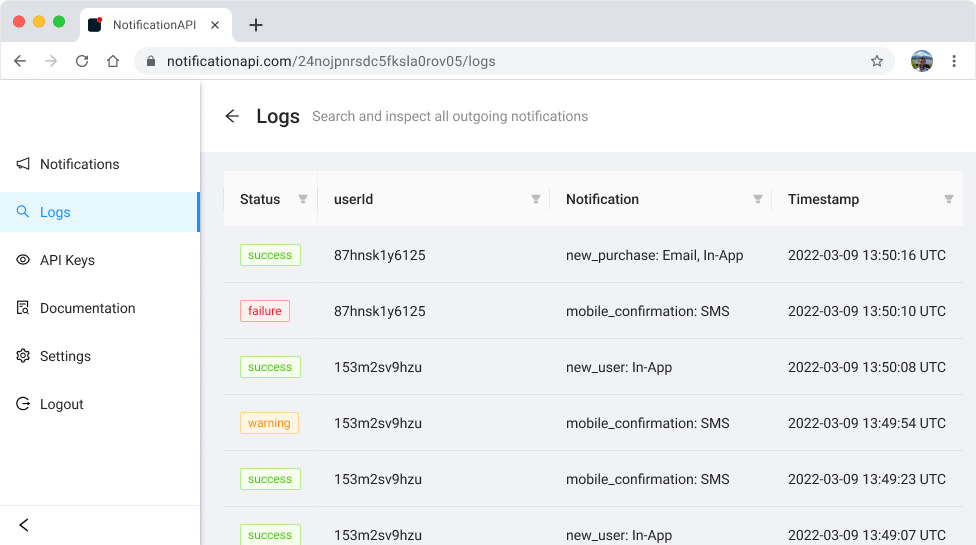 NotificationAPI
notificationapi.com/24nojpnrsdc5fksla0rov05/logs
Logs Search and inspect all outgoing notifications
Notifications
Logs
API Keys
Documentation
Settings
Logout
Status userId Notification Timestamp
success 87hnsk1y6125 new_purchase: Email, In-App 2022-03-09 13:50:16 UTC
failure 87hnsk1y6125 mobile_confirmation: SMS 2022-03-09 13:50:10 UTC
success 153m2sv9hzu new_user: In-App 2022-03-09 13:50:08 UTC
warning 153m2sv9hzu mobile_confirmation: SMS 2022-03-09 13:49:54 UTC
success 153m2sv9hzu mobile_confirmation: SMS 2022-03-09 13:49:23 UTC
success 153m2sv9hzu new_user: In-App 2022-03-09 13:49:07 UTC